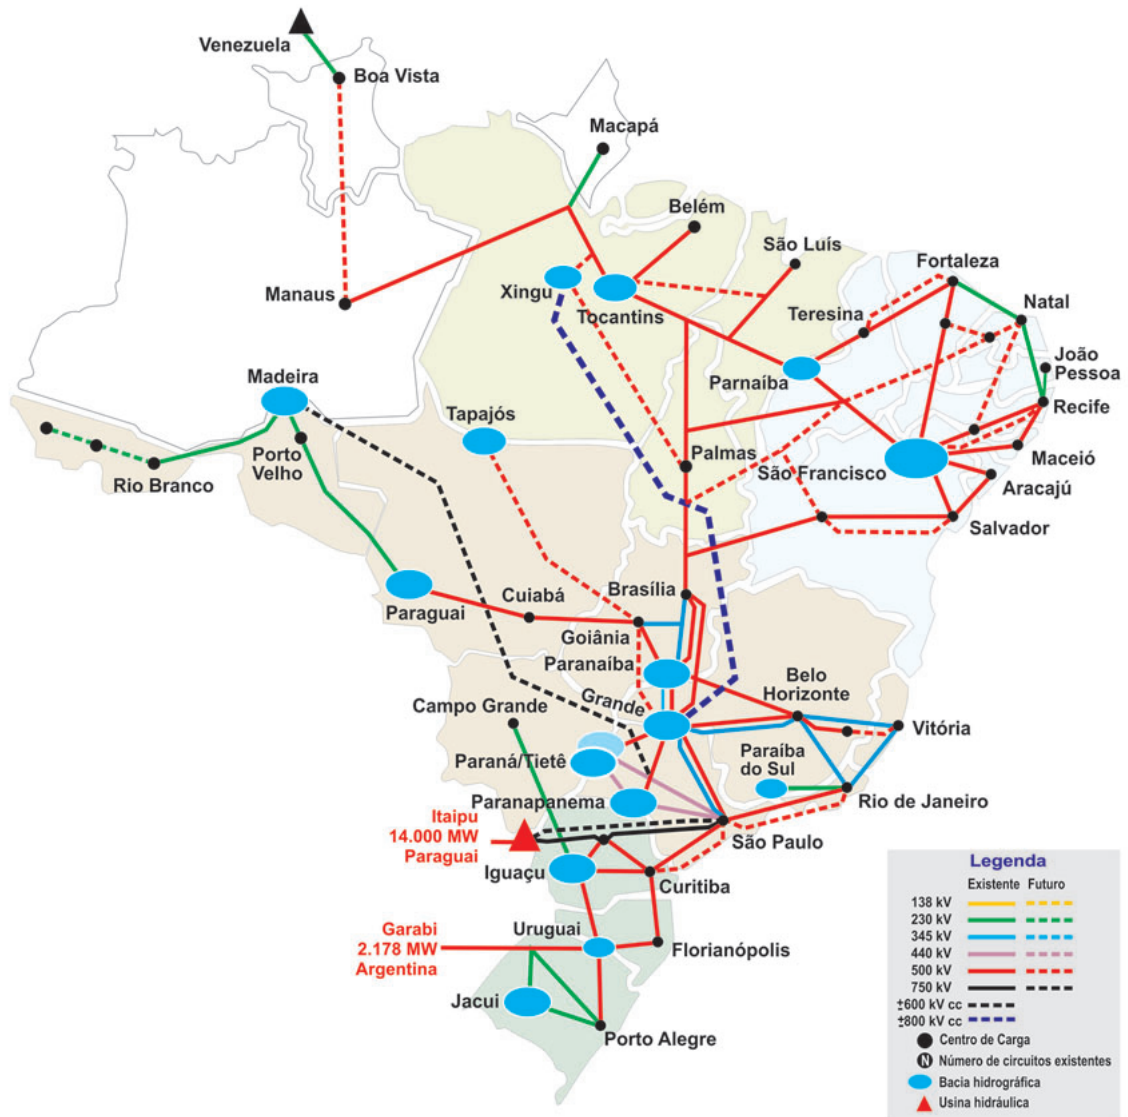 Venezuela
Boa Vista
Macapá
Belém
São Luís
Fortaleza
Manaus
Xingu
Tocantins
Teresina
Natal
João
Pessoa
Madeira
Parnaíba
Recife
Tapajós
Porto
Velho
Rio Branco
Palmas
São
Francisco
Maceió
Aracajú
Salvador
Paraguai
Cuiabá
Brasília
Goiânia
Paranaíba
Belo
Horizonte
Campo Grande
Grande
Vitória
Paraná/Tietê
Paraíba
do Sul
Paranapanema
Rio de Janeiro
Itaipu
14.000 MW
Paraguai
São Paulo
Iguaçu
Curitiba
Garabi
2.178 MW
Argentina
Uruguai
Florianópolis
Jacui
Porto Alegre
Legenda
Existente Futuro
138 kV
230 kV
345 kV
440 kV
500 kV
750 kV
±600 kV cc
±800 kV cc
Centro de Carga
N Número de circuitos existentes
Bacia hidrográfica
Usina hidráulica